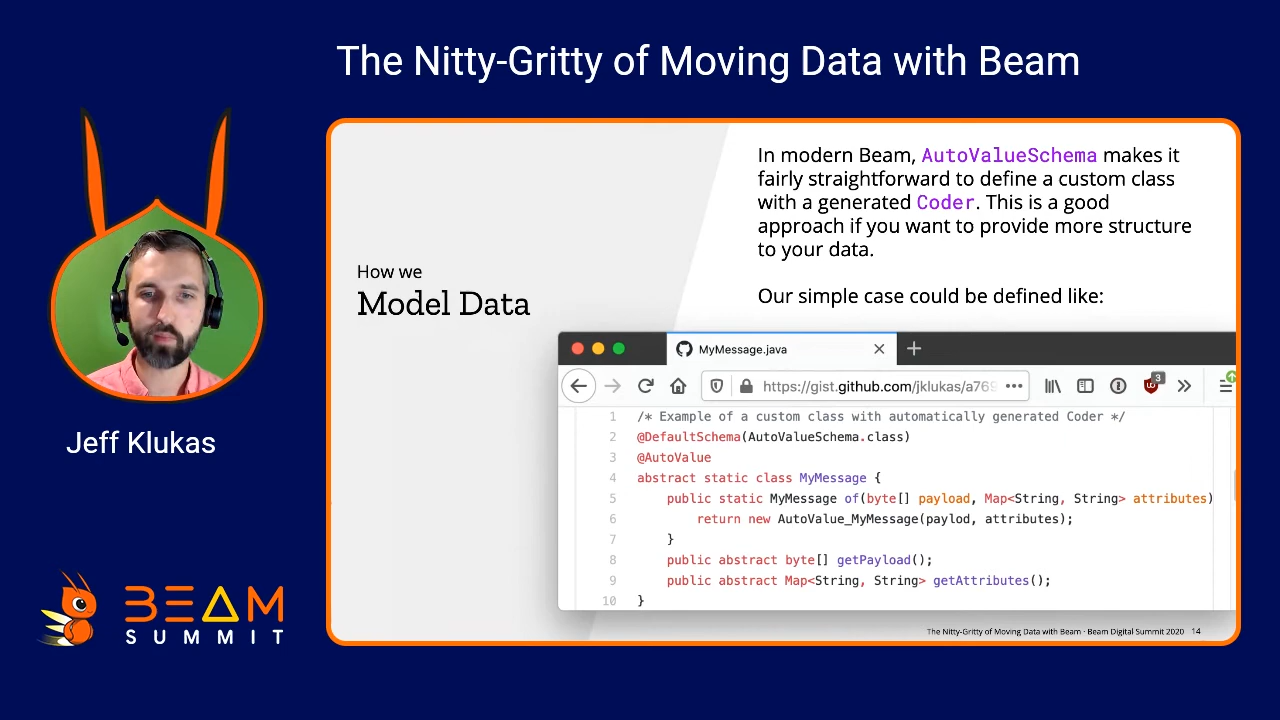 The Nitty-Gritty of Moving Data with Beam
In modern Beam, AutoValueSchema makes it
fairly straightforward to define a custom class
with a generated Coder. This is a good
approach if you want to provide more structure
to your data.
Our simple case could be defined like:
How we
Model Data
MyMessage.java
https://gist.github.com/jklukas/a769
3
1 /* Example of a custom class with automatically generated Coder */
2 @DefaultSchema(AutoValueSchema.class)
3 @AutoValue
4 abstract static class MyMessage {
5 public static MyMessage of(byte[] payload, Map<String, String> attributes)
6 return new AutoValue_MyMessage(paylod, attributes);
7 }
8 public abstract byte[] getPayload();
9 public abstract Map<String, String> getAttributes();
10 }
The Nitty-Gritty of Moving Data with Beam - Beam Digital Summit 2020 14
Jeff Klukas
BEAM
SUMMIT